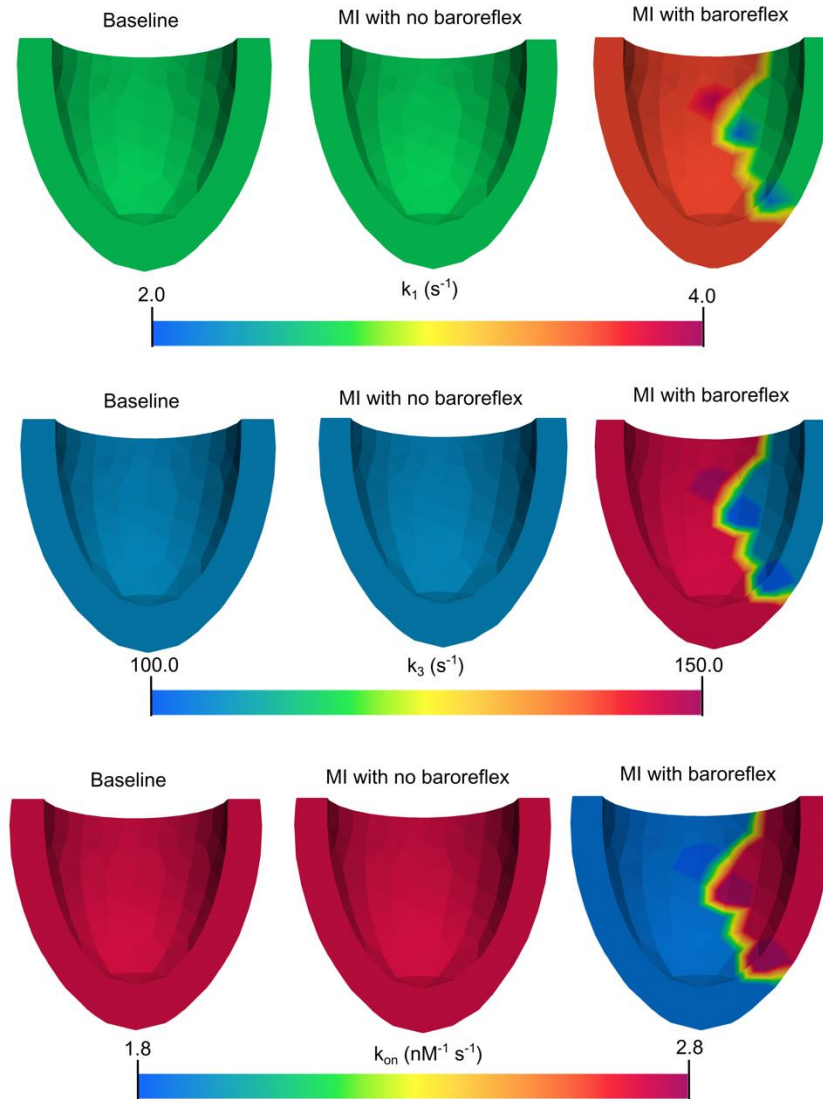 Baseline MI with no baroreflex MI with baroreflex
k₁ (s⁻¹)
2.0 4.0
Baseline MI with no baroreflex MI with baroreflex
k₃ (s⁻¹)
100.0 150.0
Baseline MI with no baroreflex MI with baroreflex
kₒₙ (nM⁻¹ s⁻¹)
1.8 2.8